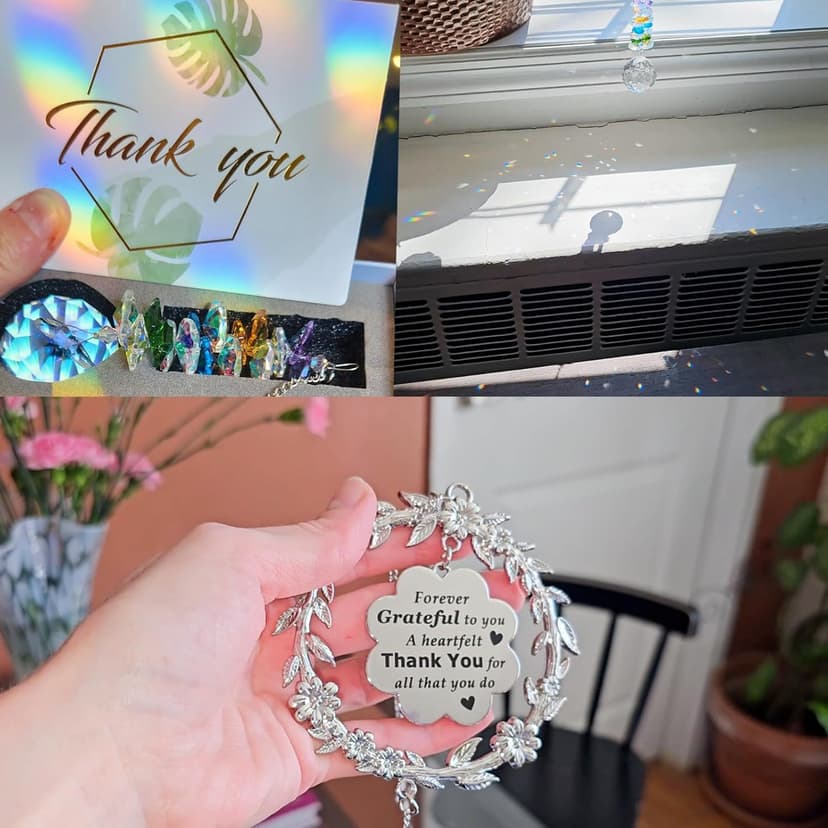 Thank you
Forever
Grateful to you
A heartfelt
Thank You for
all that you do